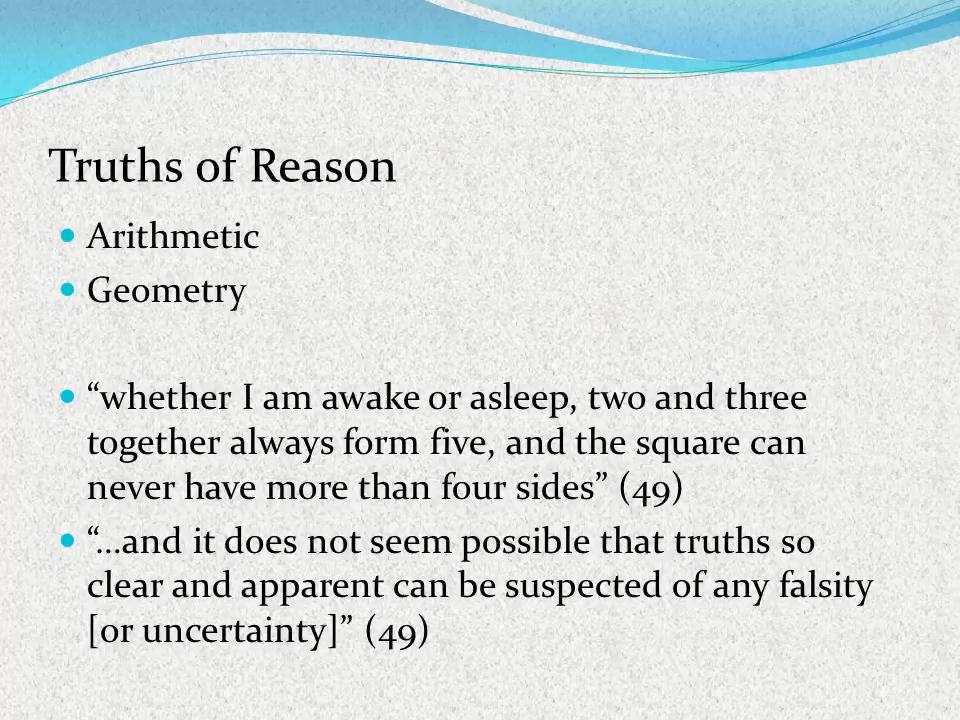 Truths of Reason
Arithmetic
Geometry
“whether I am awake or asleep, two and three
together always form five, and the square can
never have more than four sides” (49)
“…and it does not seem possible that truths so
clear and apparent can be suspected of any falsity
[or uncertainty]” (49)